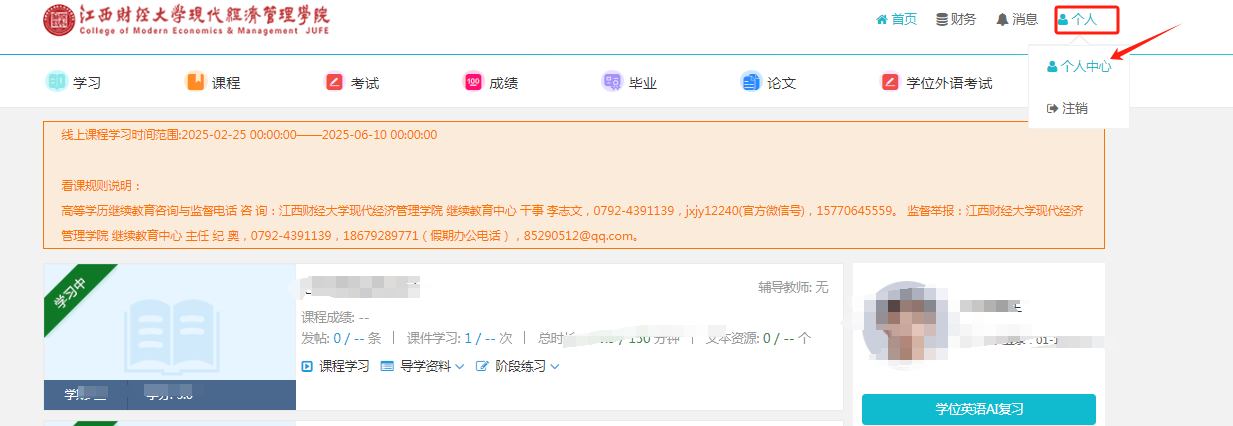 江西财经大学现代經濟管理學院
College of Modern Economics & Management JUFE
首页 财务 消息 个人
个人中心
注销
学习 课程 考试 成绩 毕业 论文 学位外语考试
线上课程学习时间范围:2025-02-25 00:00:00——2025-06-10 00:00:00
看课规则说明：
高等学历继续教育咨询与监督电话 咨 询：江西财经大学现代经济管理学院 继续教育中心 干事 李志文，0792-4391139，jxjy12240(官方微信号)，15770645559。 监督举报：江西财经大学现代经济
管理学院 继续教育中心 主任 纪 奥，0792-4391139，18679289771（假期办公电话），85290512@qq.com。
学习中
辅导教师: 无
课程成绩: --
发帖: 0 / -- 条 | 课件学习: 1 / -- 次 | 总时长 / 150 分钟 | 文本资源: 0 / -- 个
课程学习 导学资料 阶段练习
学位英语AI复习